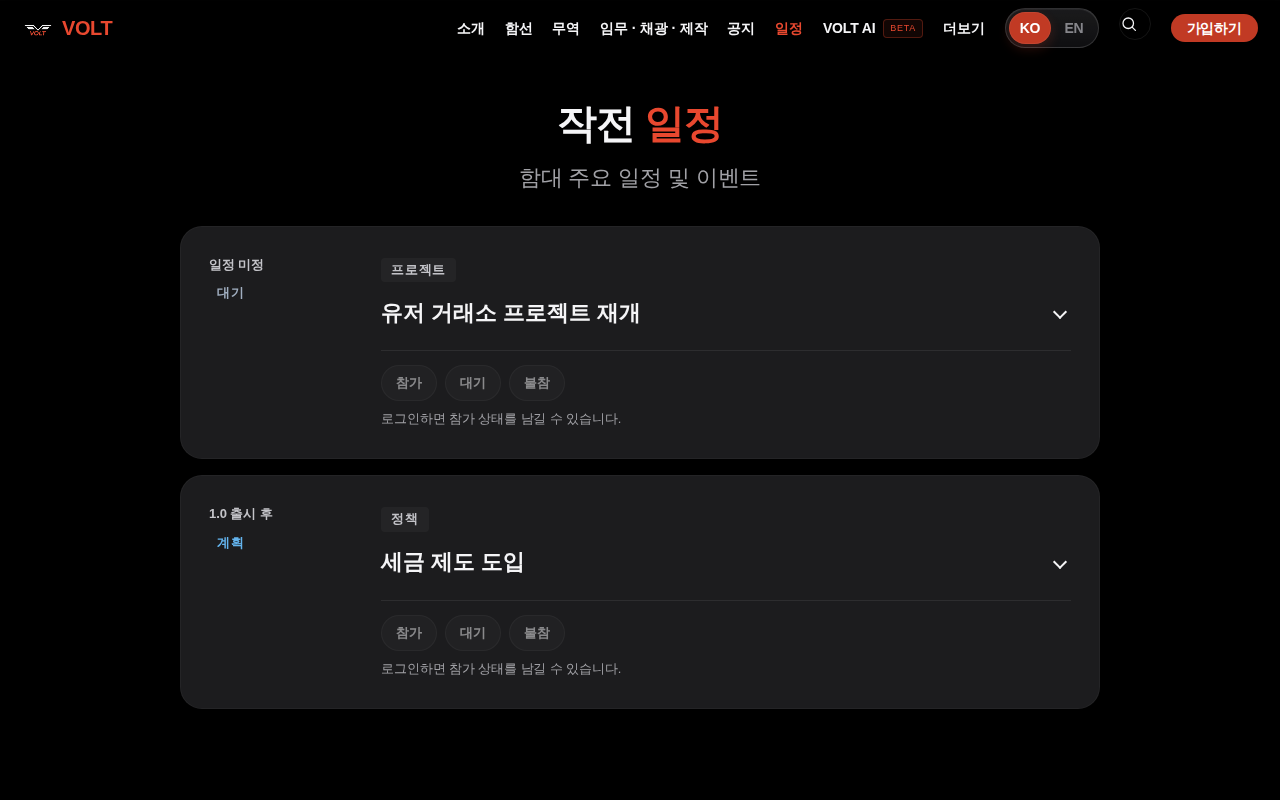 VOLT VOLT 소개 함선 무역 임무 · 채광 · 제작 공지 일정 VOLT AI BETA 더보기 KO EN 가입하기
작전 일정
함대 주요 일정 및 이벤트
일정 미정
대기
프로젝트
유저 거래소 프로젝트 재개
참가 대기 불참
로그인하면 참가 상태를 남길 수 있습니다.
1.0 출시 후
계획
정책
세금 제도 도입
참가 대기 불참
로그인하면 참가 상태를 남길 수 있습니다.